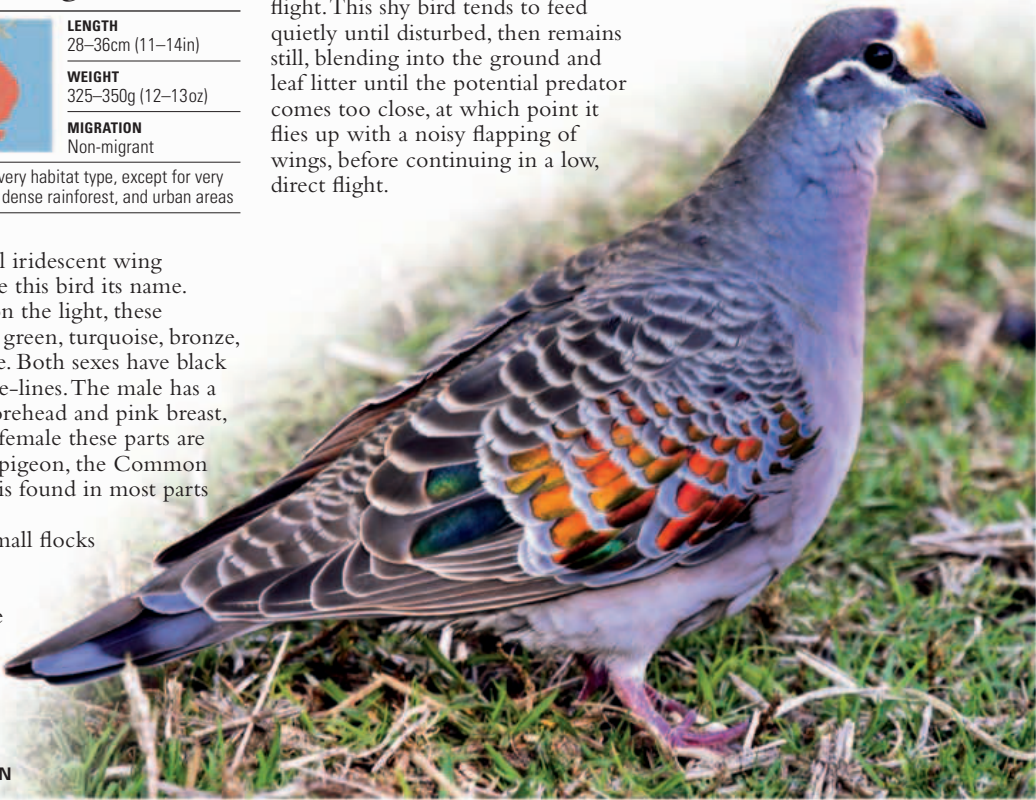 LENGTH
28–36cm (11–14in)
WEIGHT
325–350g (12–13oz)
MIGRATION
Non-migrant
very habitat type, except for very
dense rainforest, and urban areas
l iridescent wing
e this bird its name.
n the light, these
green, turquoise, bronze,
e. Both sexes have black
e-lines. The male has a
orehead and pink breast,
female these parts are
pigeon, the Common
is found in most parts
mall flocks
e
N
flight. This shy bird tends to feed
quietly until disturbed, then remains
still, blending into the ground and
leaf litter until the potential predator
comes too close, at which point it
flies up with a noisy flapping of
wings, before continuing in a low,
direct flight.